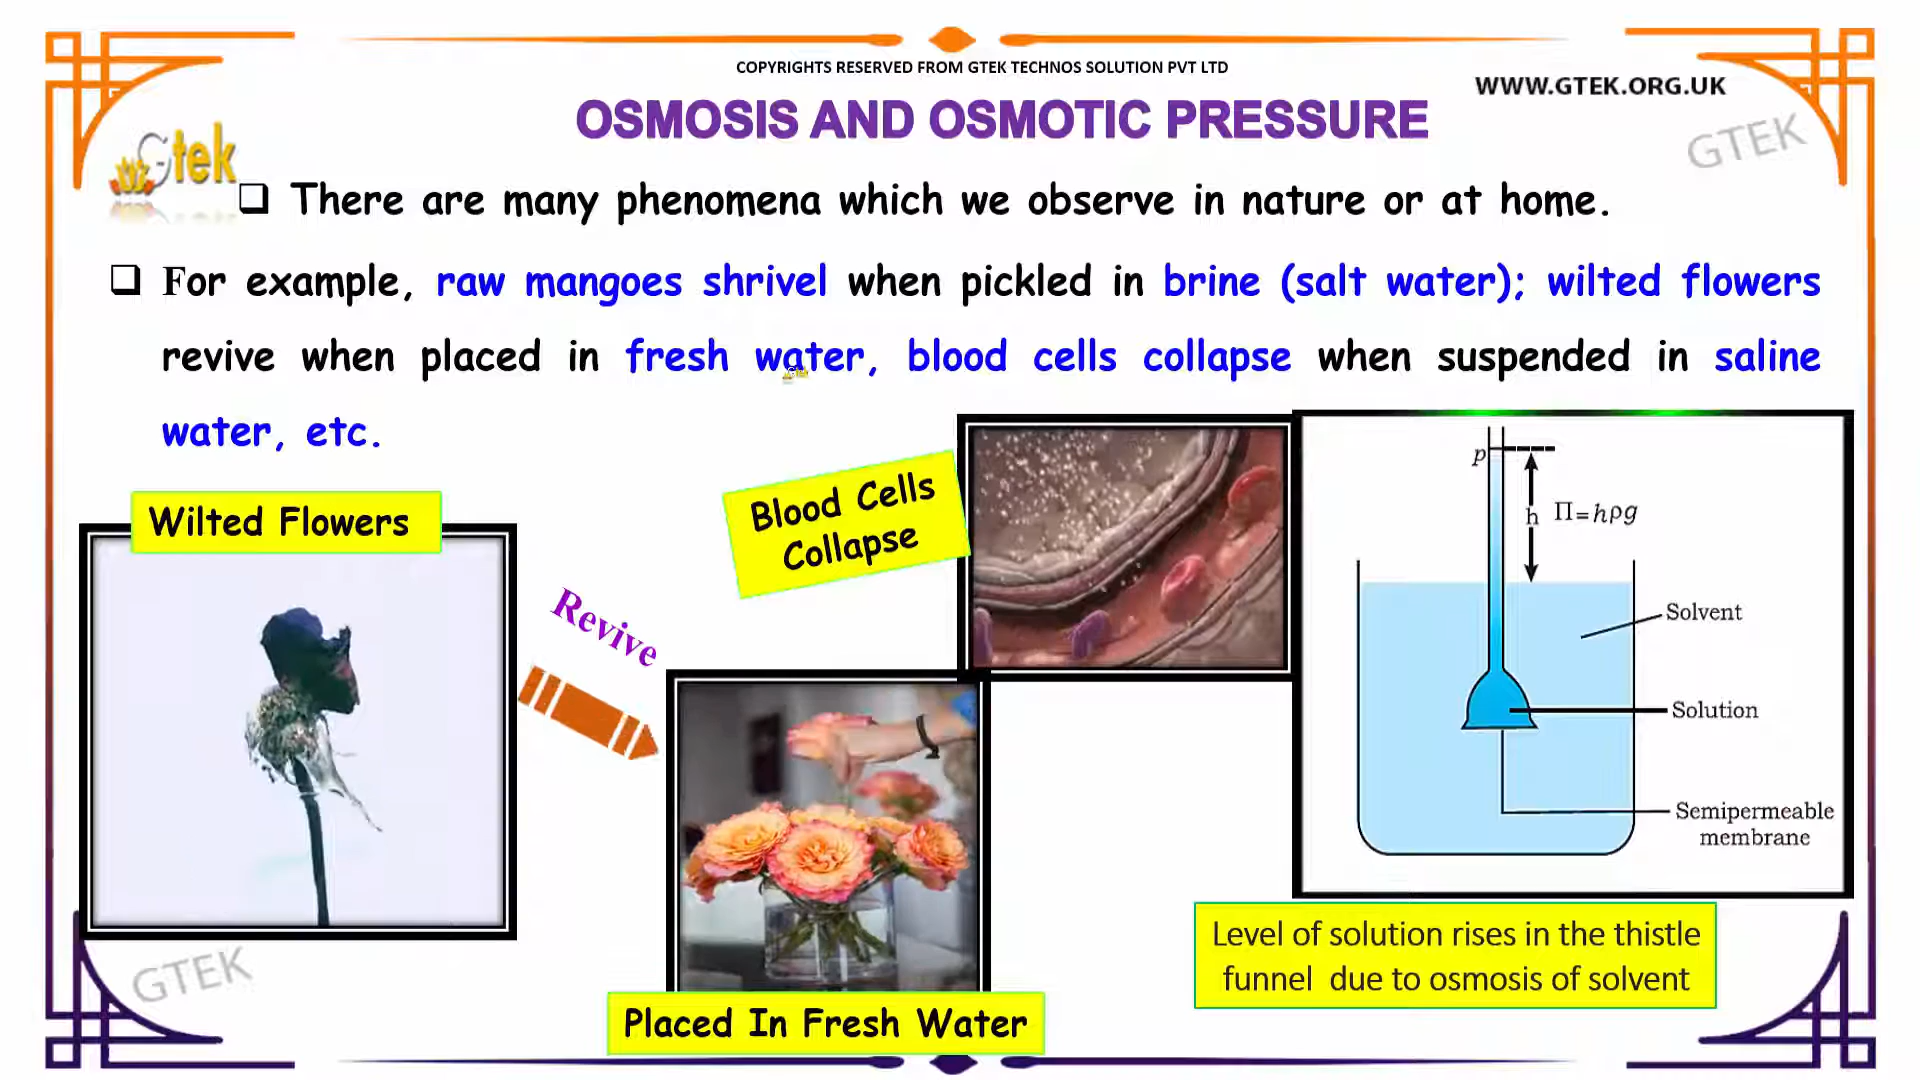 COPYRIGHTS RESERVED FROM GTEK TECHNOS SOLUTION PVT LTD
WWW.GTEK.ORG.UK
OSMOSIS AND OSMOTIC PRESSURE
GTEK
Gtek
❑ There are many phenomena which we observe in nature or at home.
❑ For example, raw mangoes shrivel when pickled in brine (salt water); wilted flowers
revive when placed in fresh water, blood cells collapse when suspended in saline
water, etc.
Wilted Flowers
Revive
Blood Cells
Collapse
p
h Π=hρg
Solvent
Solution
Semipermeable
membrane
Level of solution rises in the thistle
funnel due to osmosis of solvent
GTEK
Placed In Fresh Water